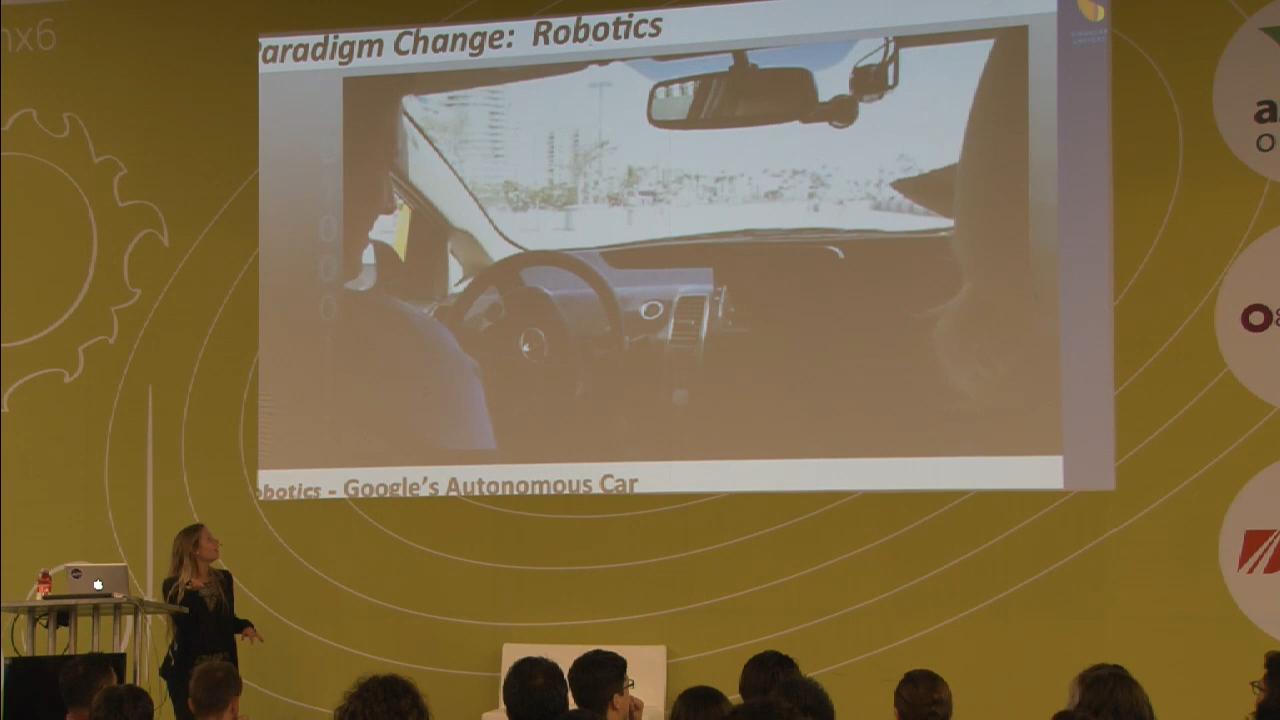 nx6
aradigm Change: Robotics
obotics - Google's Autonomous Car
a
O